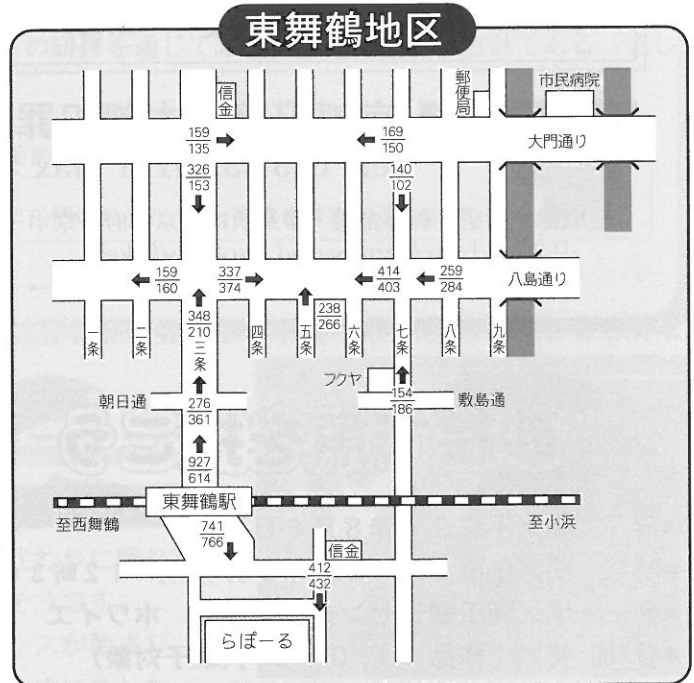 東舞鶴地区
信金
郵便局
市民病院
159
135
169
150
大門通り
326
153
140
102
159
160
337
374
414
403
259
284
八島通り
348
210
238
266
一条
二条
三条
四条
五条
六条
七条
八条
九条
フクヤ
朝日通
276
361
154
186
敷島通
927
614
東舞鶴駅
至西舞鶴
至小浜
741
766
信金
412
432
らぽーる